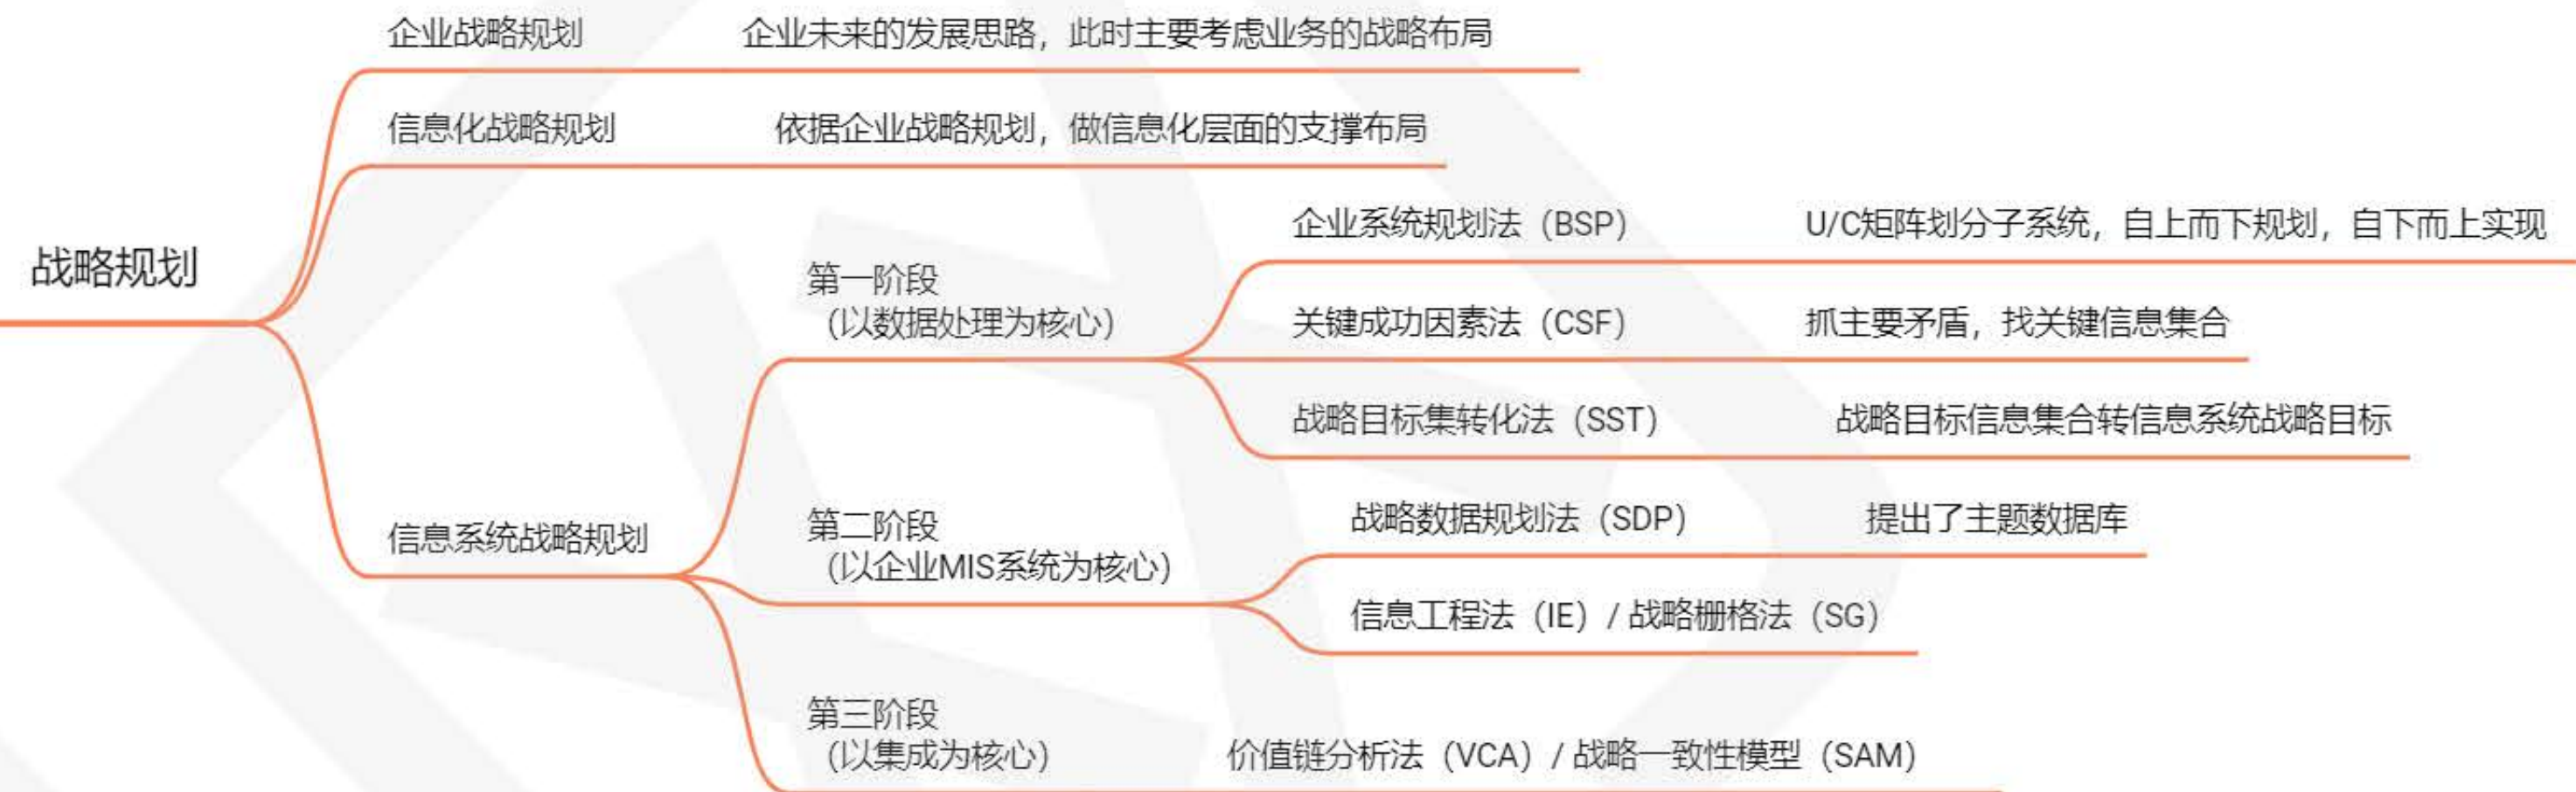 战略规划
企业战略规划
企业未来的发展思路，此时主要考虑业务的战略布局
信息化战略规划
依据企业战略规划，做信息化层面的支撑布局
信息系统战略规划
第一阶段
（以数据处理为核心）
企业系统规划法（BSP）
U/C矩阵划分子系统，自上而下规划，自下而上实现
关键成功因素法（CSF）
抓主要矛盾，找关键信息集合
战略目标集转化法（SST）
战略目标信息集合转信息系统战略目标
第二阶段
（以企业MIS系统为核心）
战略数据规划法（SDP）
提出了主题数据库
信息工程法（IE）/ 战略栅格法（SG）
第三阶段
（以集成为核心）
价值链分析法（VCA）/ 战略一致性模型（SAM）